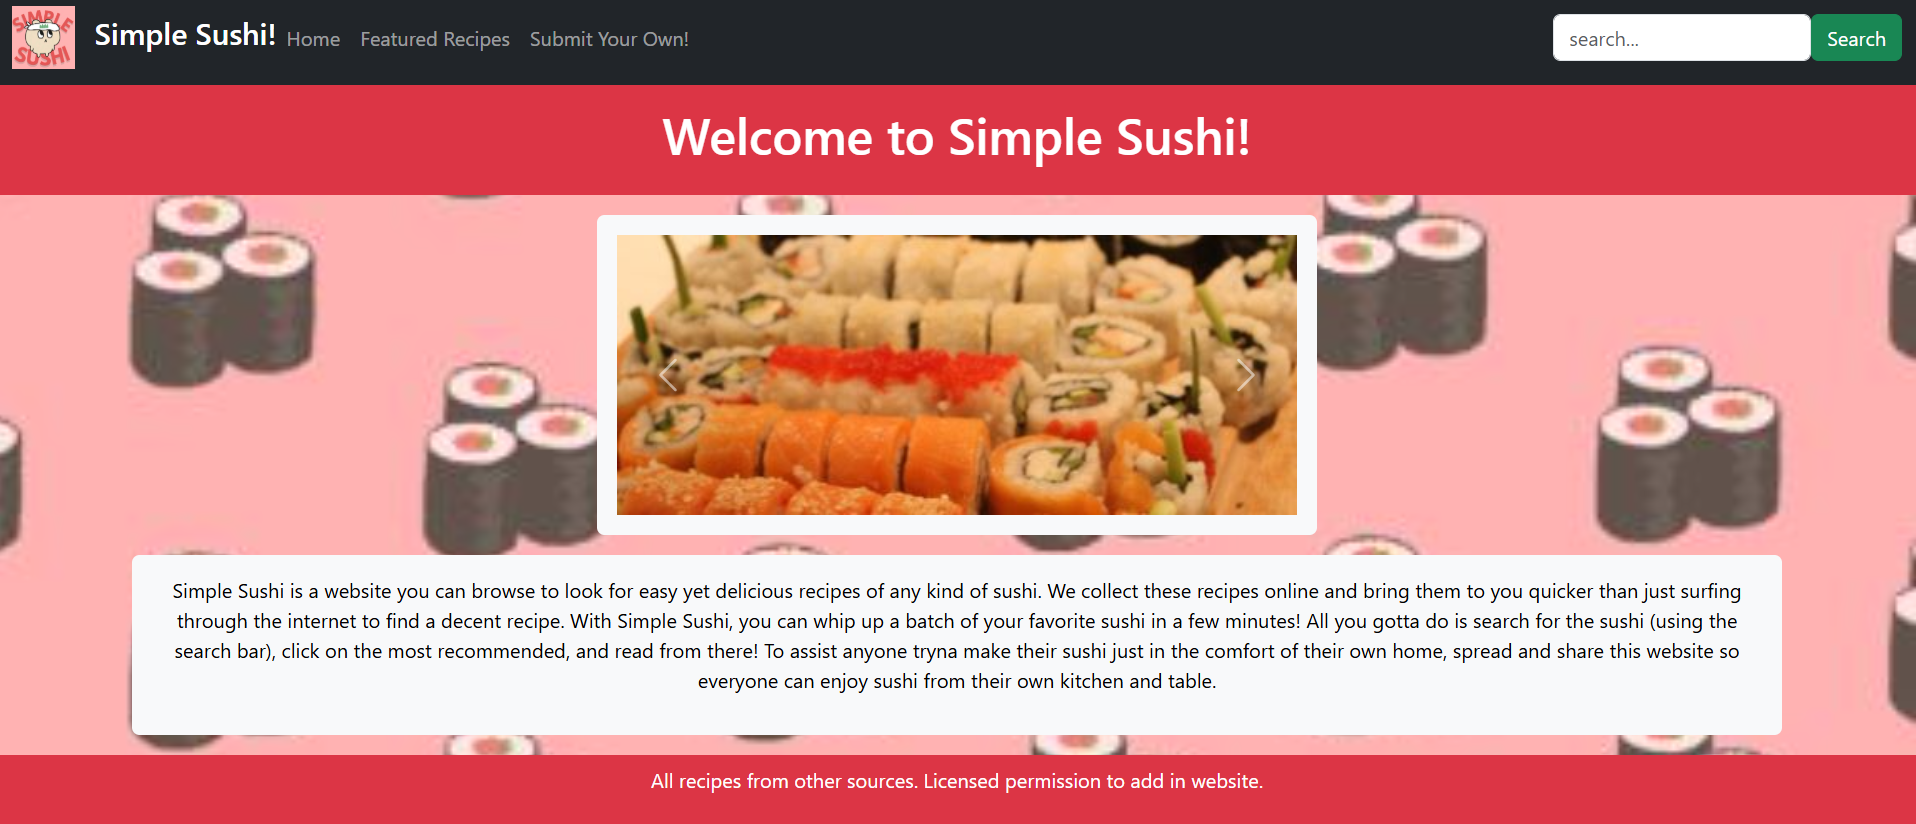 SIMPLE
SUSHI
Simple Sushi! Home Featured Recipes Submit Your Own! search... Search
Welcome to Simple Sushi!
Simple Sushi is a website you can browse to look for easy yet delicious recipes of any kind of sushi. We collect these recipes online and bring them to you quicker than just surfing
through the internet to find a decent recipe. With Simple Sushi, you can whip up a batch of your favorite sushi in a few minutes! All you gotta do is search for the sushi (using the
search bar), click on the most recommended, and read from there! To assist anyone tryna make their sushi just in the comfort of their own home, spread and share this website so
everyone can enjoy sushi from their own kitchen and table.
All recipes from other sources. Licensed permission to add in website.